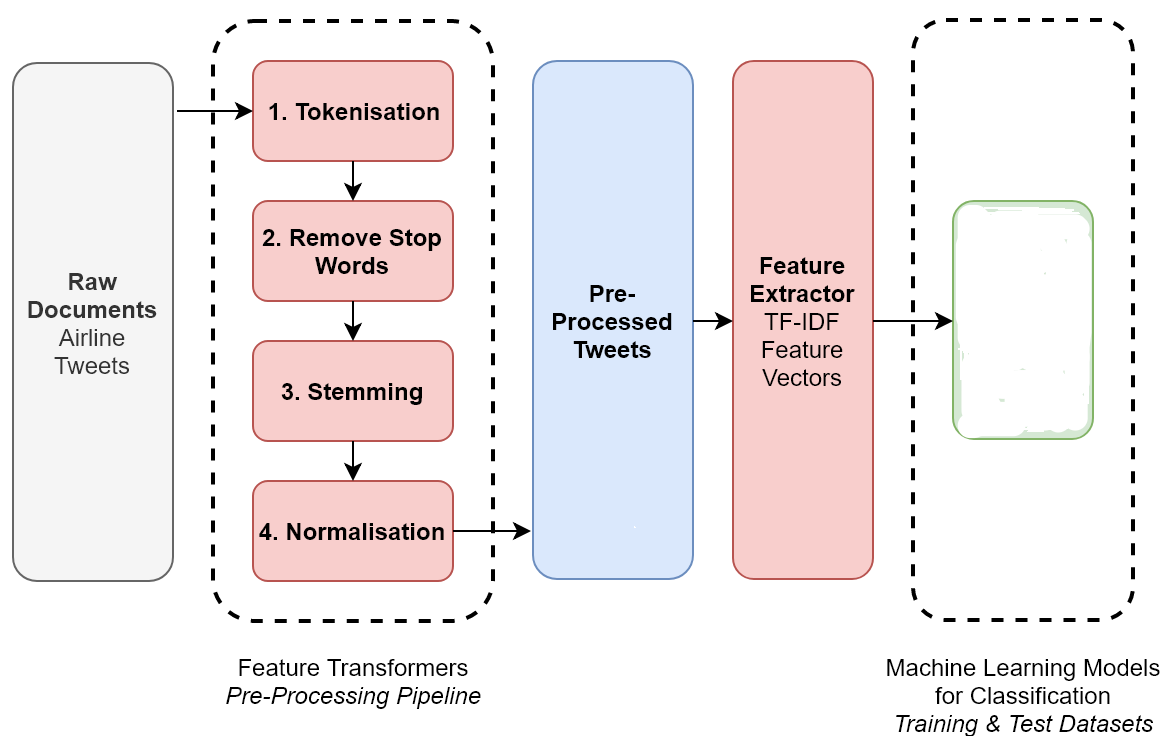 Raw
Documents
Airline
Tweets
1. Tokenisation
2. Remove Stop
Words
3. Stemming
4. Normalisation
Feature Transformers
Pre-Processing Pipeline
Pre-
Processed
Tweets
Feature
Extractor
TF-IDF
Feature
Vectors
Machine Learning Models
for Classification
Training & Test Datasets